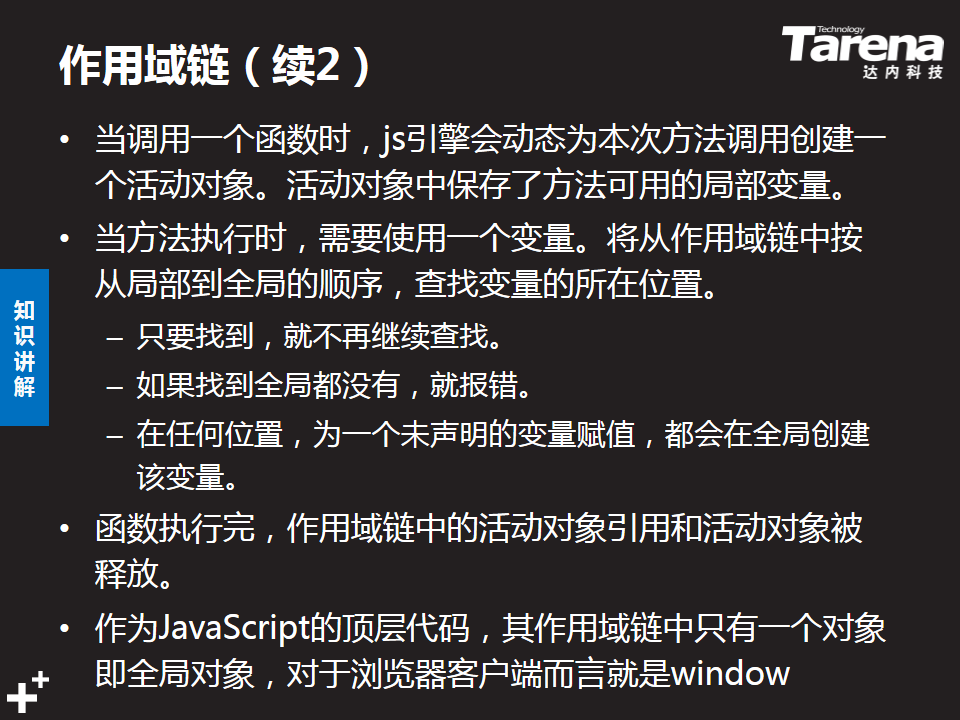 作用域链（续2）
Technology
Tarena
达内科技
• 当调用一个函数时，js引擎会动态为本次方法调用创建一
个活动对象。活动对象中保存了方法可用的局部变量。
• 当方法执行时，需要使用一个变量。将从作用域链中按
从局部到全局的顺序，查找变量的所在位置。
– 只要找到，就不再继续查找。
– 如果找到全局都没有，就报错。
– 在任何位置，为一个未声明的变量赋值，都会在全局创建
该变量。
• 函数执行完，作用域链中的活动对象引用和活动对象被
释放。
• 作为JavaScript的顶层代码，其作用域链中只有一个对象
即全局对象，对于浏览器客户端而言就是window
知
识
讲
解